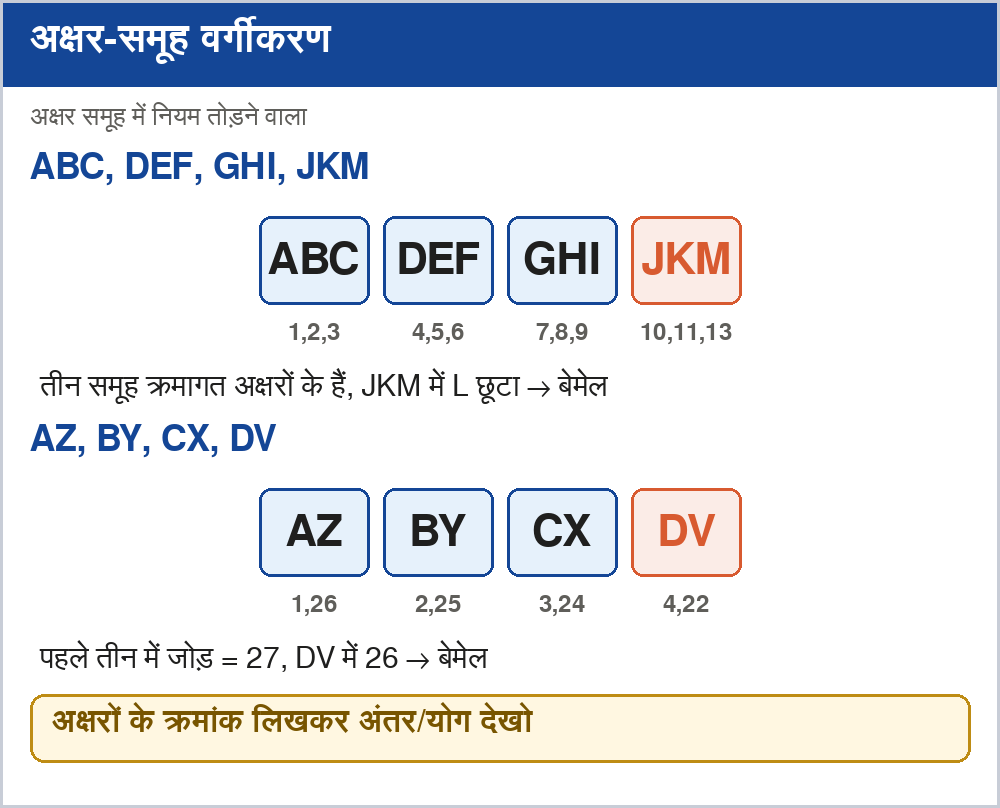 अक्षर-समूह वर्गीकरण
अक्षर समूह में नियम तोड़ने वाला
ABC, DEF, GHI, JKM
ABC DEF GHI JKM
1,2,3 4,5,6 7,8,9 10,11,13
तीन समूह क्रमागत अक्षरों के हैं, JKM में L छूटा → बेमेल
AZ, BY, CX, DV
AZ BY CX DV
1,26 2,25 3,24 4,22
पहले तीन में जोड़ = 27, DV में 26 → बेमेल
अक्षरों के क्रमांक लिखकर अंतर/योग देखो